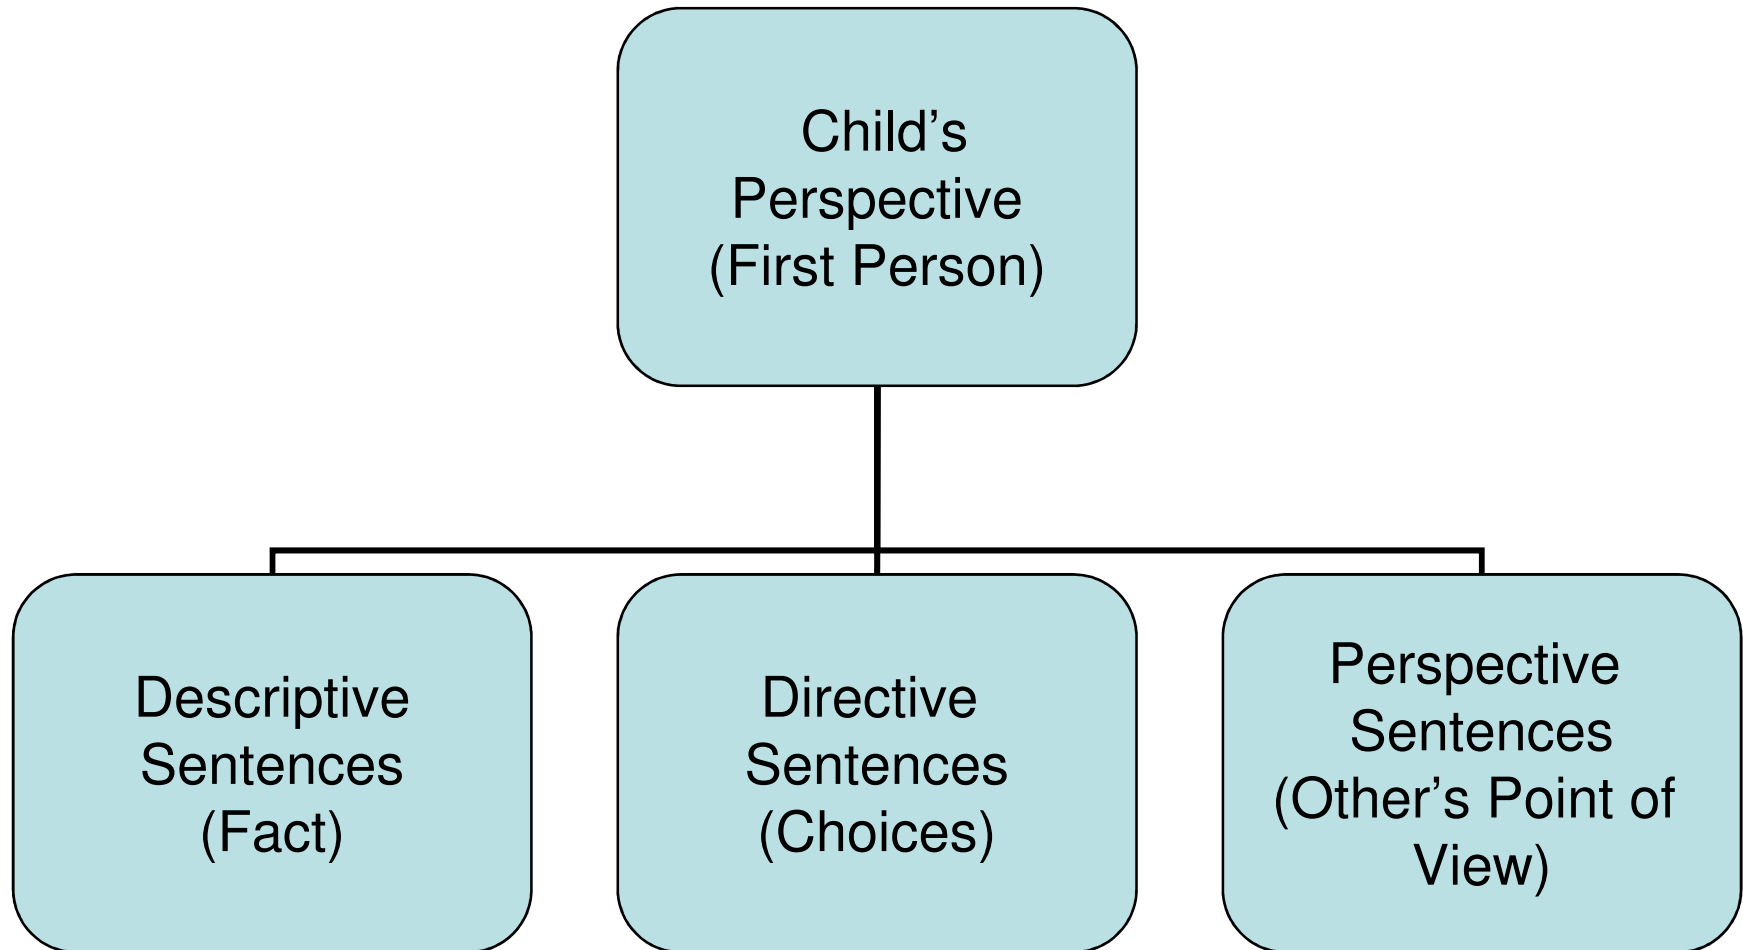 Child’s
Perspective
(First Person)
Descriptive
Sentences
(Fact)
Directive
Sentences
(Choices)
Perspective
Sentences
(Other’s Point of
View)